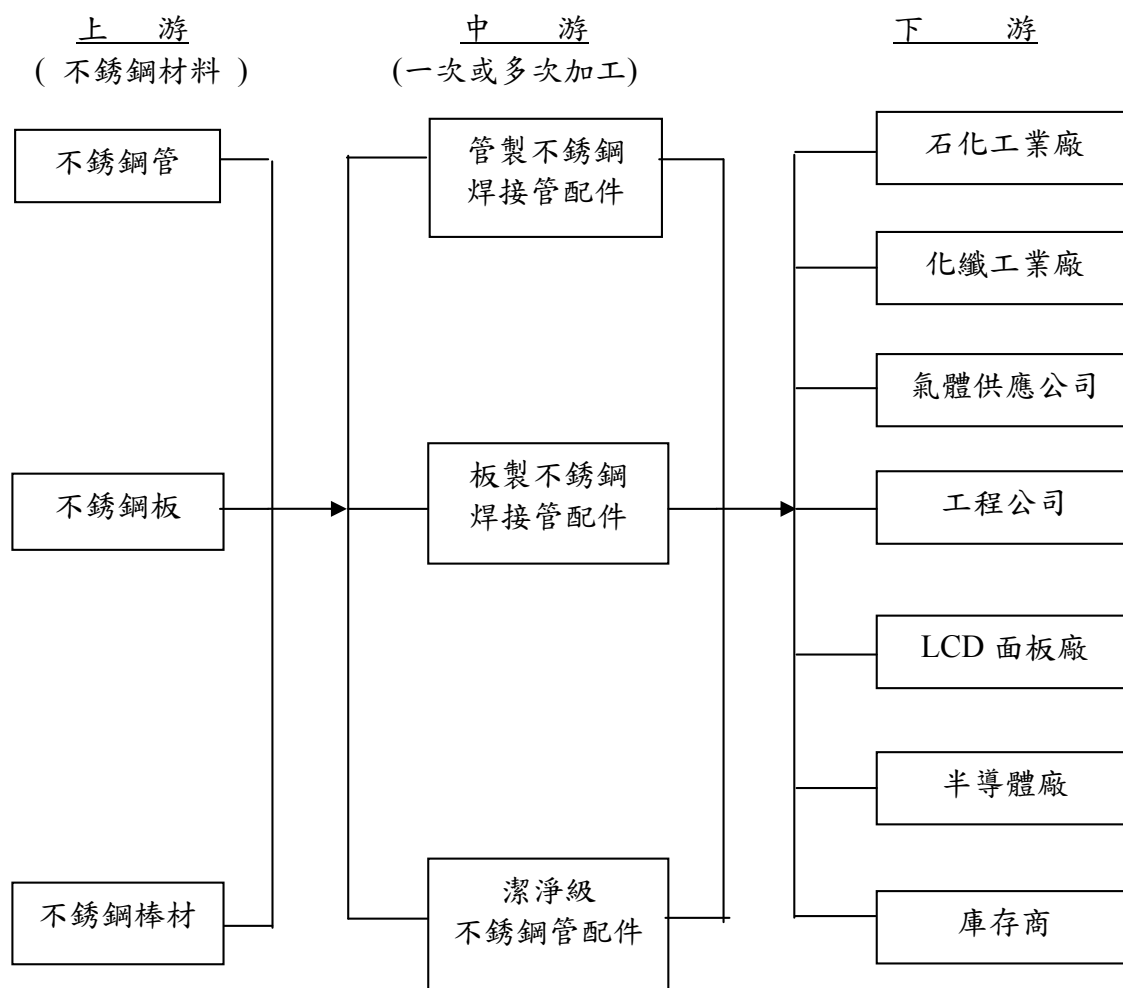 上 游
( 不銹鋼材料 )
不銹鋼管
不銹鋼板
不銹鋼棒材
中 游
(一次或多次加工)
管製不銹鋼
焊接管配件
板製不銹鋼
焊接管配件
潔淨級
不銹鋼管配件
下 游
石化工業廠
化纖工業廠
氣體供應公司
工程公司
LCD 面板廠
半導體廠
庫存商